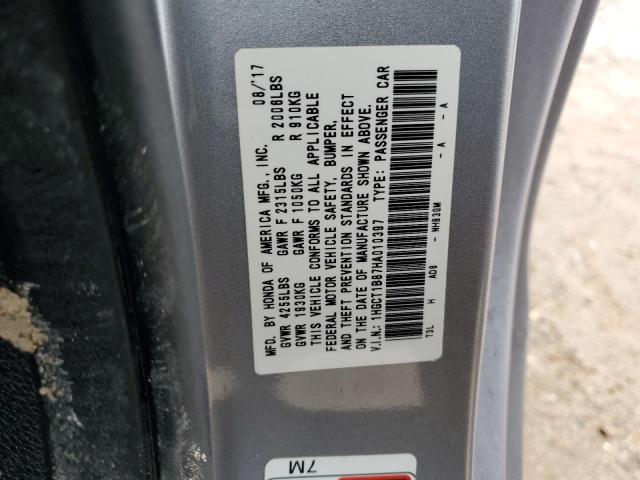 MFD. BY HONDA OF AMERICA MFG., INC. 08/'17
GVWR 4255LBS GAWR F 2315LBS R 2006LBS
GVWR 1930KG GAWR F 1050KG R 910KG
THIS VEHICLE CONFORMS TO ALL APPLICABLE
FEDERAL MOTOR VEHICLE SAFETY, BUMPER,
AND THEFT PREVENTION STANDARDS IN EFFECT
ON THE DATE OF MANUFACTURE SHOWN ABOVE.
V.I.N.: 1HGCT1B87HA010397 TYPE: PASSENGER CAR
T3L H AD8 - NH830M - A - A
7M